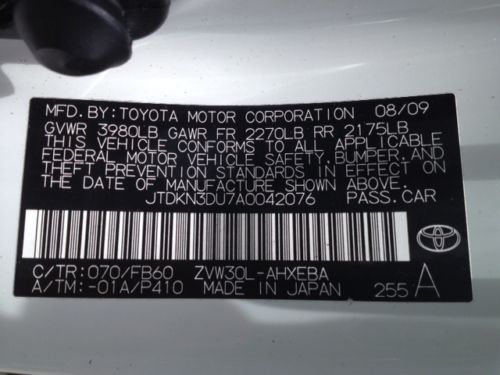 MFD. BY: TOYOTA MOTOR CORPORATION 08/09
GVWR 3980LB GAWR FR 2270LB RR 2175LB
THIS VEHICLE CONFORMS TO ALL APPLICABLE
FEDERAL MOTOR VEHICLE SAFETY, BUMPER, AND
THEFT PREVENTION STANDARDS IN EFFECT ON
THE DATE OF MANUFACTURE SHOWN ABOVE.
JTDKN3DU7A0042076 PASS.CAR
C/TR: 070/FB60 ZVW30L-AHXEBA
A/TM: -01A/P410 MADE IN JAPAN 255 A